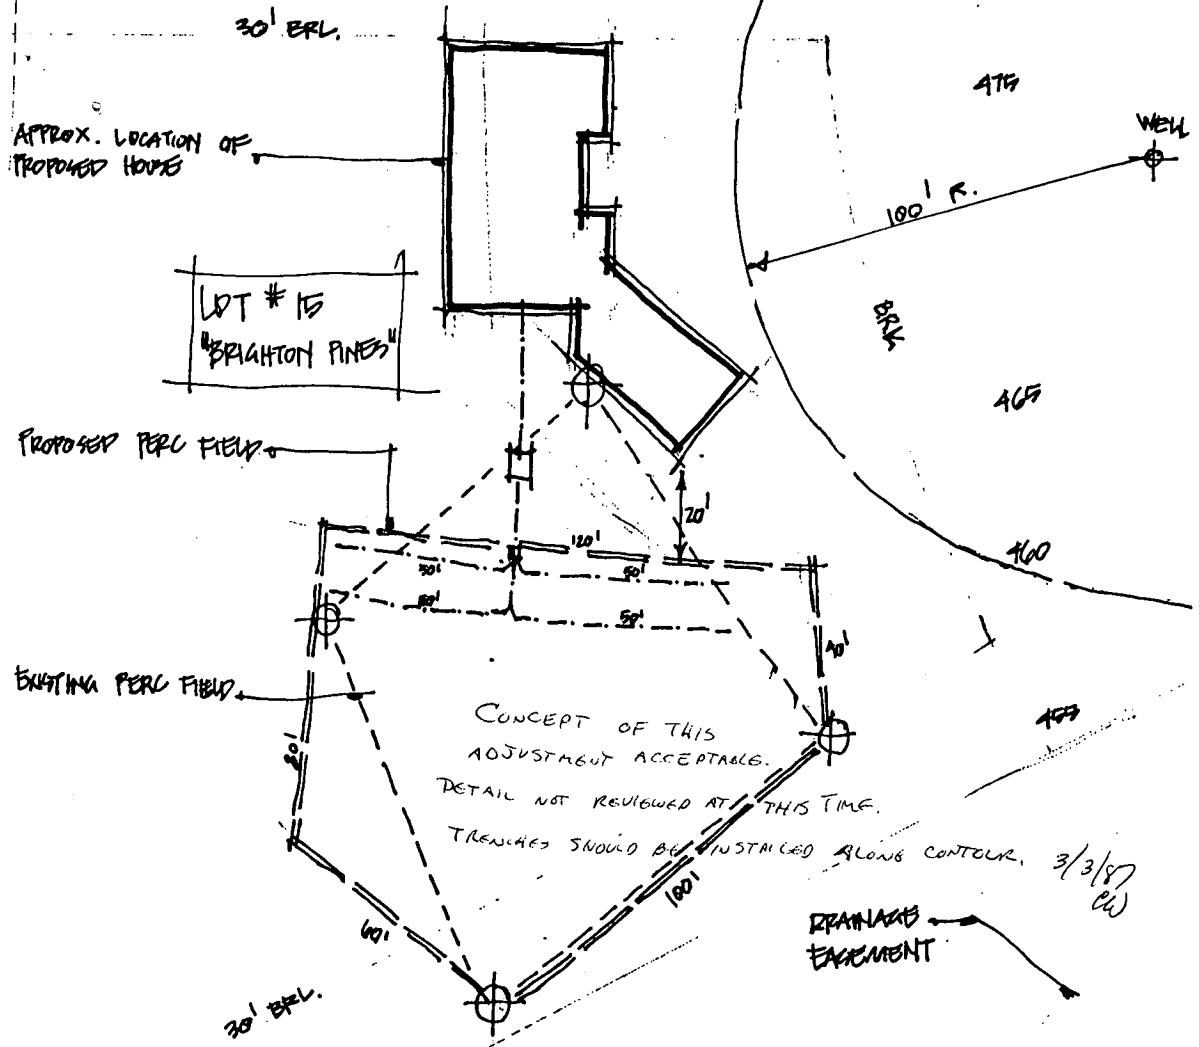 30' BRL.
475
WELL
APPROX. LOCATION OF
PROPOSED HOUSE
100' R.
LOT # 15
"BRIGHTON PINES"
BRL
465
PROPOSED PERC FIELD
20'
120'
460
50'
50'
50'
50'
40'
EXISTING PERC FIELD
455
CONCEPT OF THIS
ADJUSTMENT ACCEPTABLE.
DETAIL NOT REVIEWED AT THIS TIME.
TRENCHES SHOULD BE INSTALLED ALONG CONTOUR.
3/3/87
CW
100'
60'
DRAINAGE
EASEMENT
30' BRL.